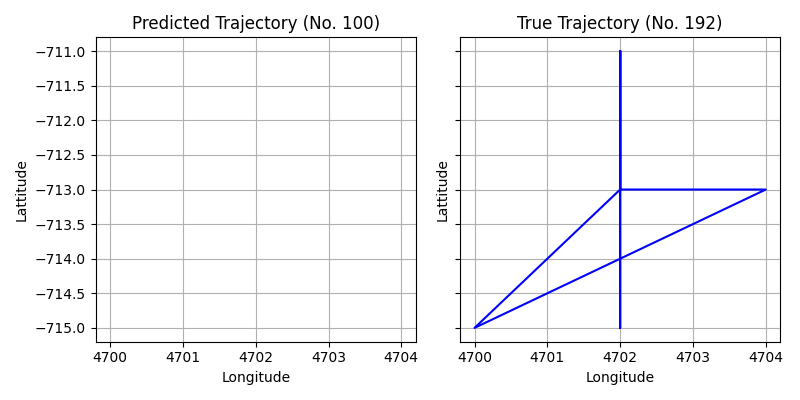 Predicted Trajectory (No. 100)
True Trajectory (No. 192)
−711.0
−711.5
−712.0
−712.5
−713.0
−713.5
−714.0
−714.5
−715.0
Lattitude
Lattitude
4700 4701 4702 4703 4704
4700 4701 4702 4703 4704
Longitude
Longitude